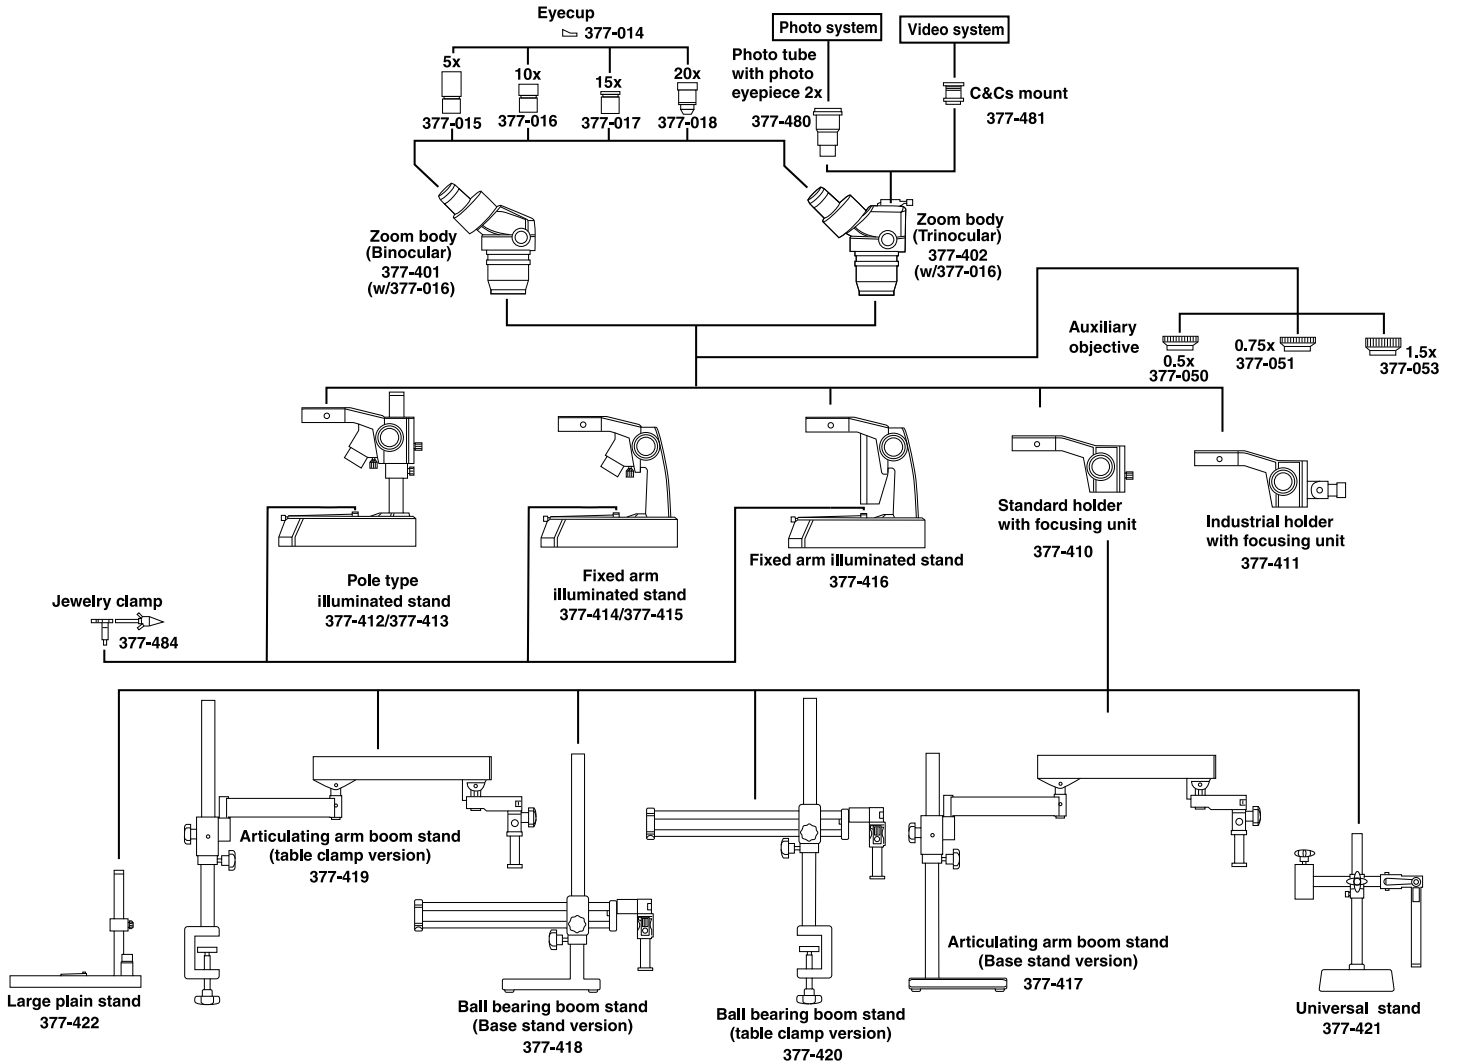 Eyecup
377-014
Photo system
Video system
5x
10x
15x
20x
377-015
377-016
377-017
377-018
Photo tube
with photo
eyepiece 2x
377-480
C&Cs mount
377-481
Zoom body
(Binocular)
377-401
(w/377-016)
Zoom body
(Trinocular)
377-402
(w/377-016)
Auxiliary
objective
0.5x
377-050
0.75x
377-051
1.5x
377-053
Pole type
illuminated stand
377-412/377-413
Fixed arm
illuminated stand
377-414/377-415
Fixed arm illuminated stand
377-416
Standard holder
with focusing unit
377-410
Industrial holder
with focusing unit
377-411
Jewelry clamp
377-484
Large plain stand
377-422
Articulating arm boom stand
(table clamp version)
377-419
Ball bearing boom stand
(Base stand version)
377-418
Ball bearing boom stand
(table clamp version)
377-420
Articulating arm boom stand
(Base stand version)
377-417
Universal stand
377-421